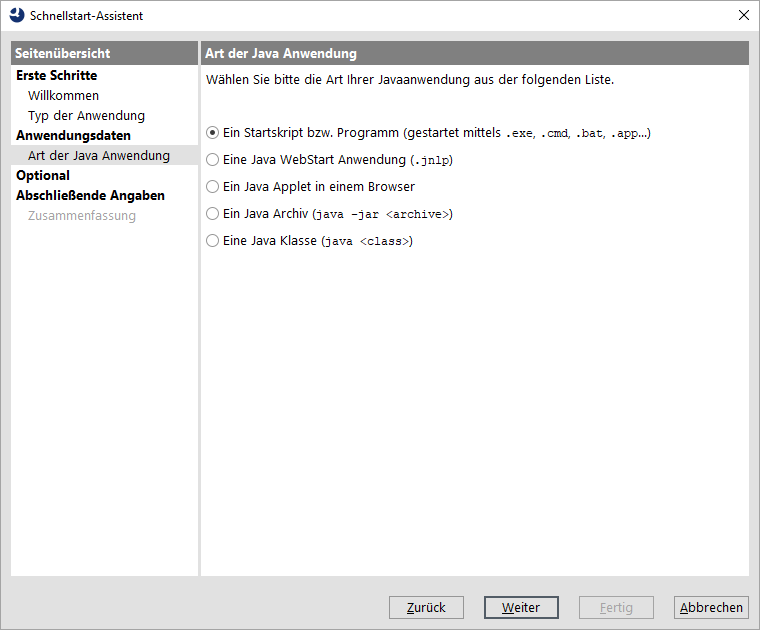 Schnellstart-Assistent
Seitenübersicht
Erste Schritte
Willkommen
Typ der Anwendung
Anwendungsdaten
Art der Java Anwendung
Optional
Abschließende Angaben
Zusammenfassung
Art der Java Anwendung
Wählen Sie bitte die Art Ihrer Javaanwendung aus der folgenden Liste.
Ein Startskript bzw. Programm (gestartet mittels .exe, .cmd, .bat, .app...)
Eine Java WebStart Anwendung (.jnlp)
Ein Java Applet in einem Browser
Ein Java Archiv (java -jar <archive>)
Eine Java Klasse (java <class>)
Zurück
Weiter
Fertig
Abbrechen